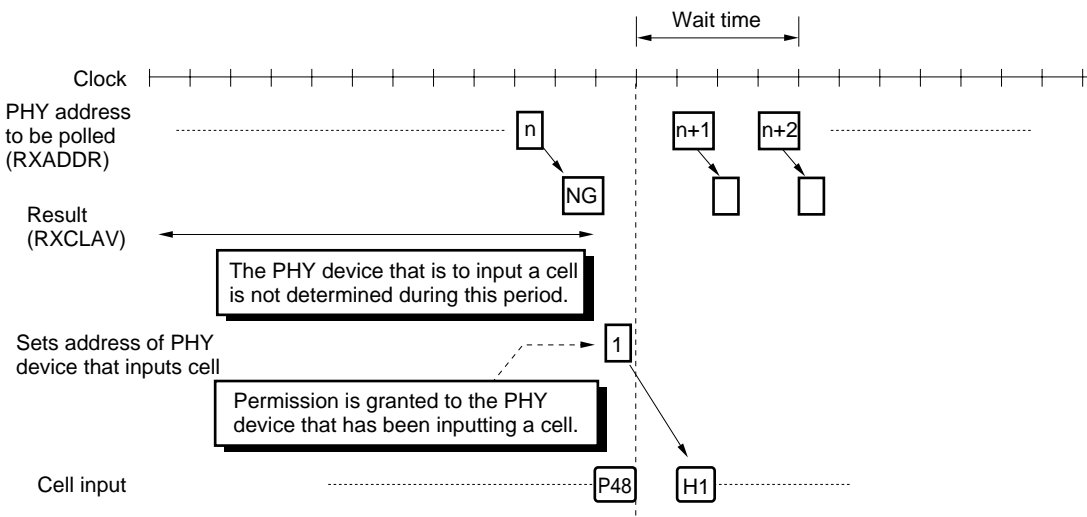 Wait time
Clock
PHY address
to be polled
(RXADDR)
n
n+1
n+2
NG
Result
(RXCLAV)
The PHY device that is to input a cell
is not determined during this period.
Sets address of PHY
device that inputs cell
1
Permission is granted to the PHY
device that has been inputting a cell.
Cell input
P48
H1